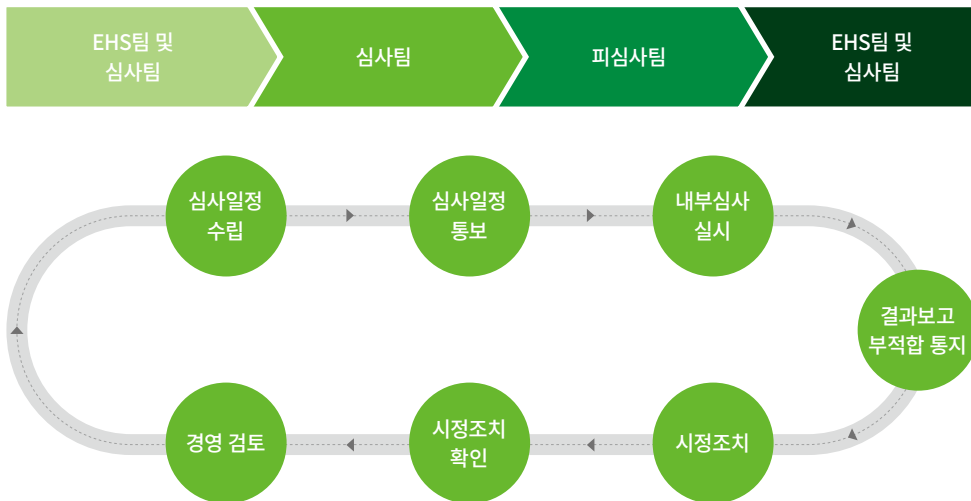 EHS팀 및
심사팀
심사팀
피심사팀
EHS팀 및
심사팀
심사일정
수립
심사일정
통보
내부심사
실시
결과보고
부적합 통지
시정조치
시정조치
확인
경영 검토